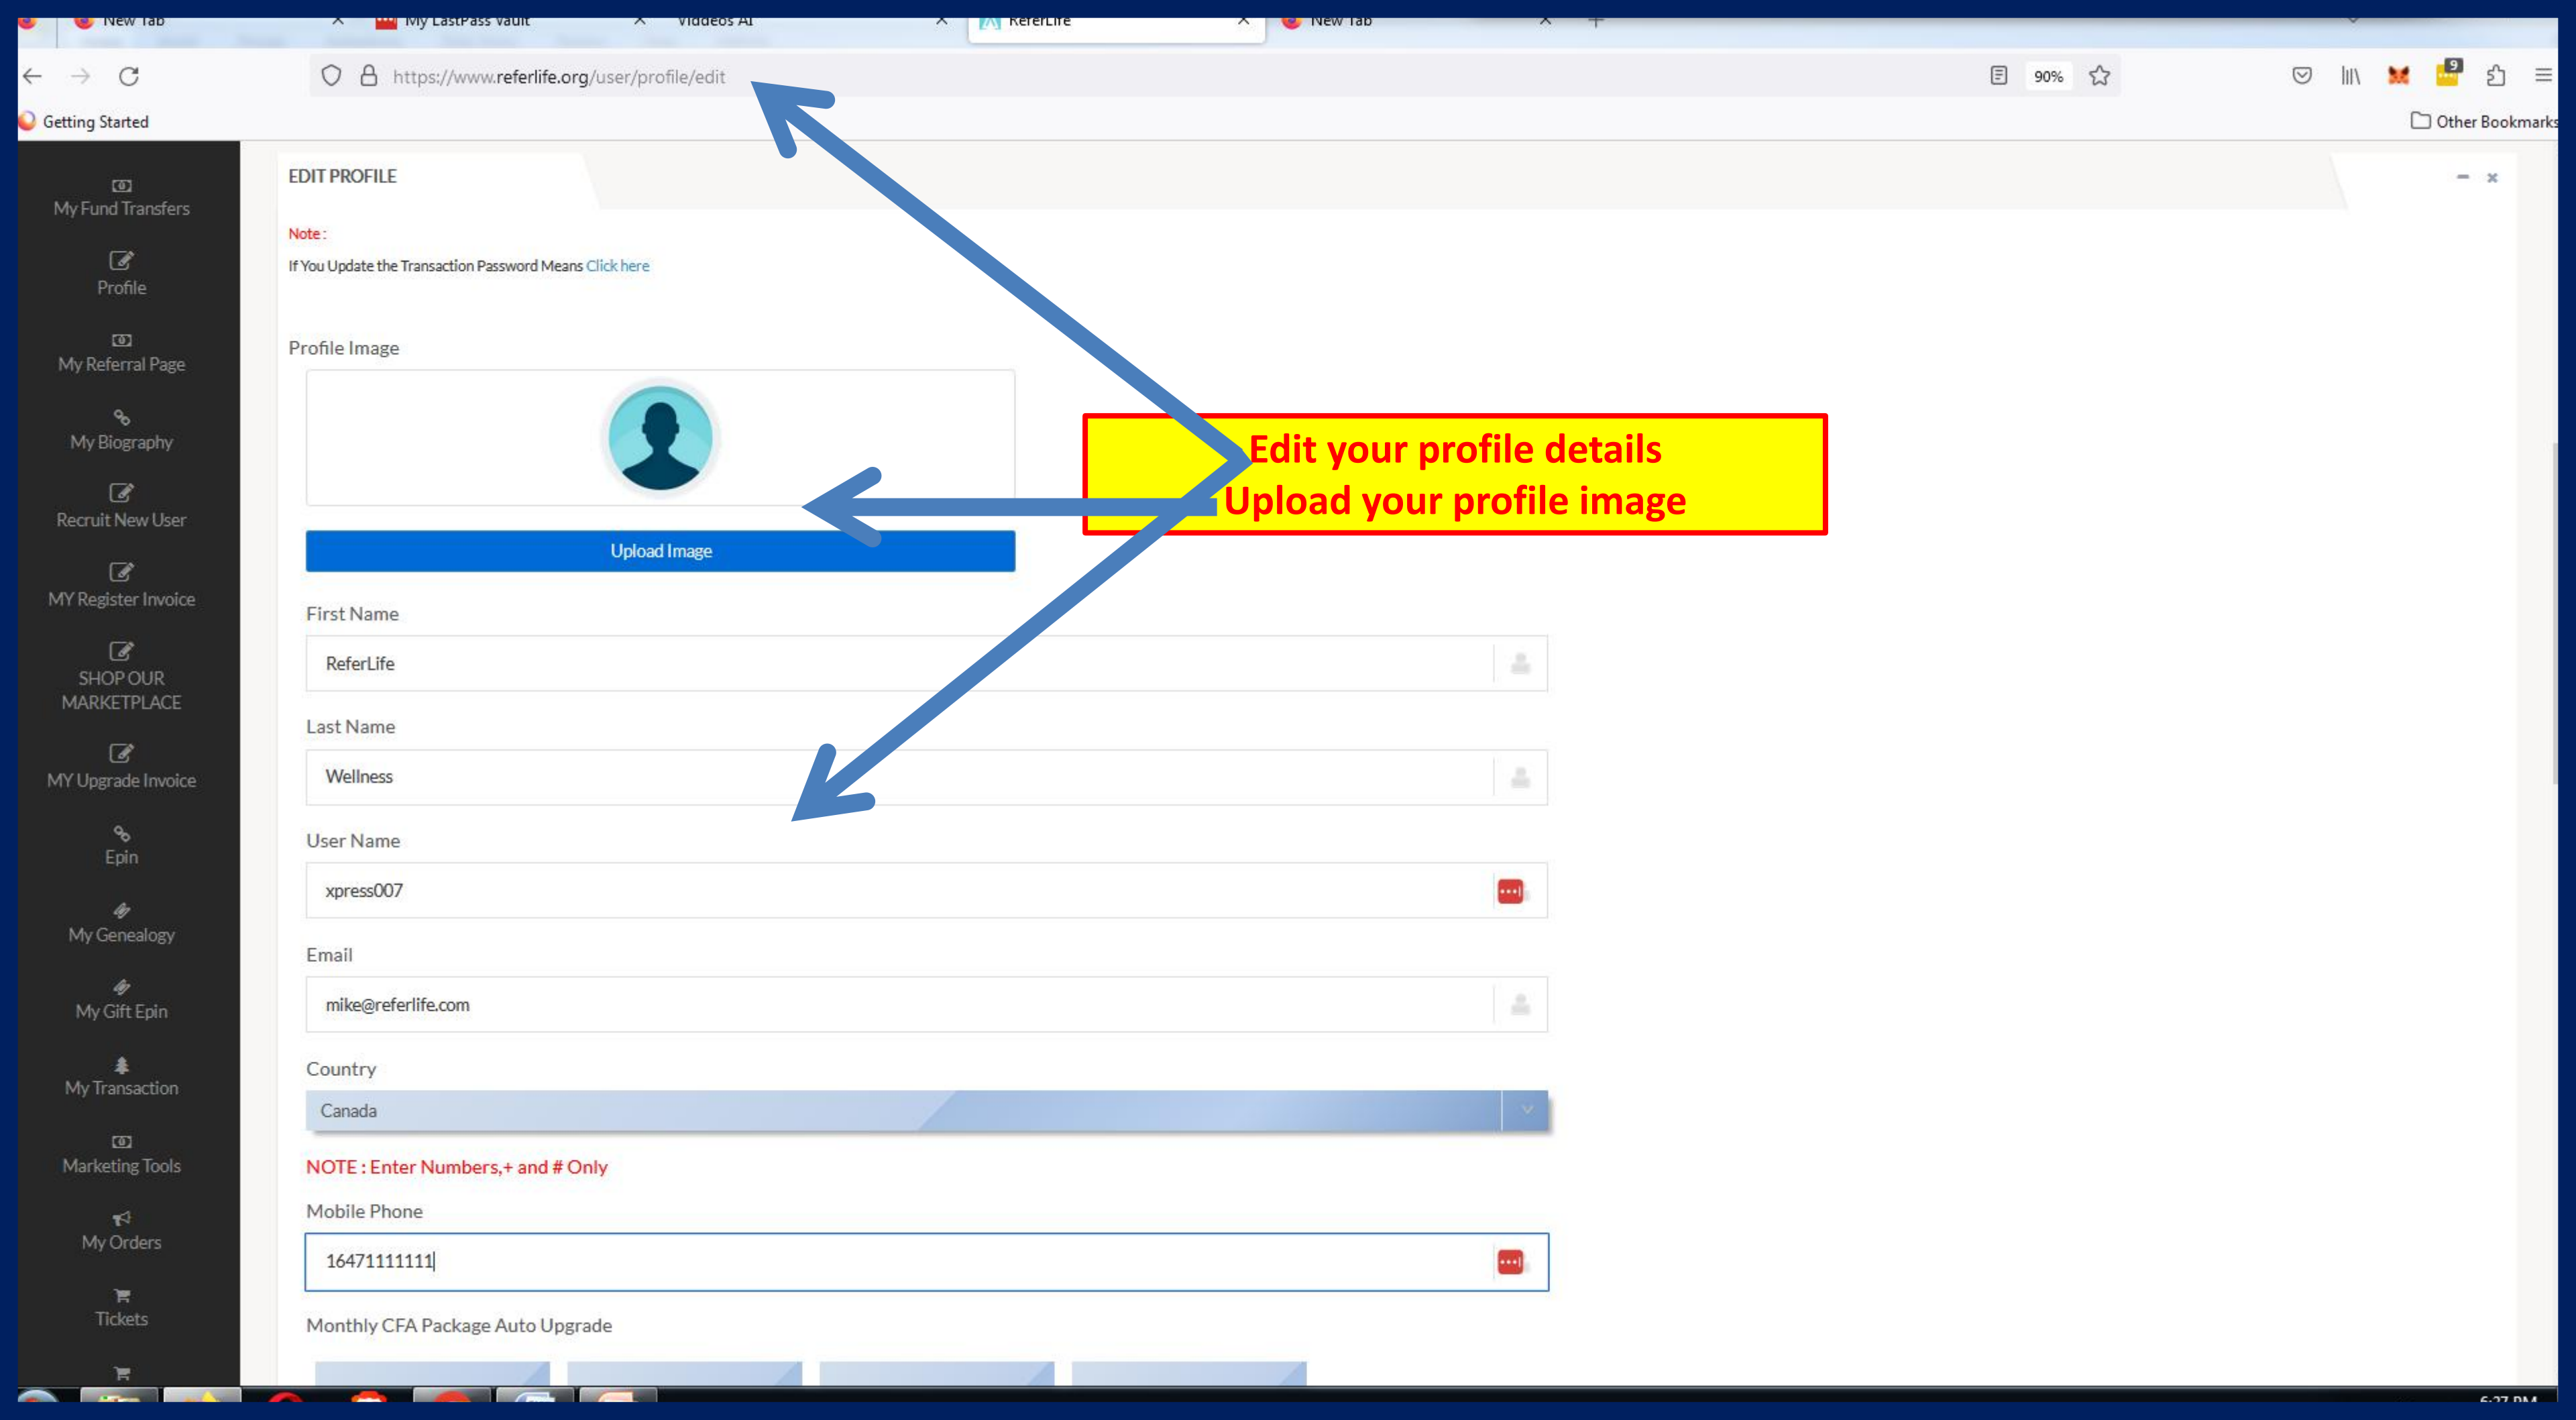 New Tab
My LastPass Vault
Viddeos AI
ReferLife
New Tab
https://www.referlife.org/user/profile/edit
90%
9
Getting Started
Other Bookmarks
My Fund Transfers
Profile
My Referral Page
My Biography
Recruit New User
MY Register Invoice
SHOP OUR
MARKETPLACE
MY Upgrade Invoice
Epin
My Genealogy
My Gift Epin
My Transaction
Marketing Tools
My Orders
Tickets
EDIT PROFILE
Note :
If You Update the Transaction Password Means Click here
Profile Image
Upload Image
Edit your profile details
Upload your profile image
First Name
ReferLife
Last Name
Wellness
User Name
xpress007
Email
mike@referlife.com
Country
Canada
NOTE : Enter Numbers,+ and # Only
Mobile Phone
16471111111
Monthly CFA Package Auto Upgrade
6:27 PM